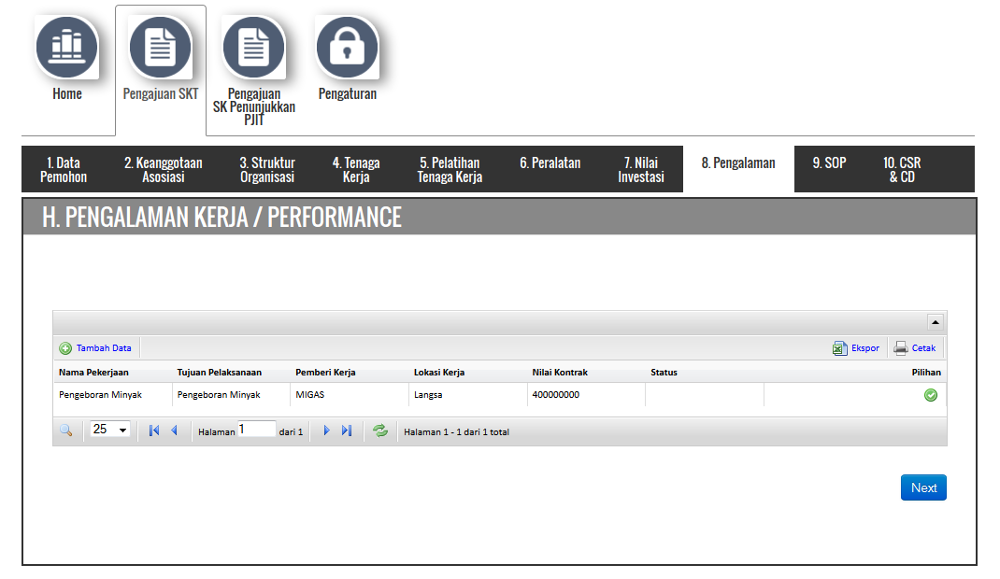 Home
Pengajuan SKT
Pengajuan
SK Penunjukkan
PJIT
Pengaturan
1. Data
Pemohon
2. Keanggotaan
Asosiasi
3. Struktur
Organisasi
4. Tenaga
Kerja
5. Pelatihan
Tenaga Kerja
6. Peralatan
7. Nilai
Investasi
8. Pengalaman
9. SOP
10. CSR
& CD
H. PENGALAMAN KERJA / PERFORMANCE
Tambah Data
Ekspor
Cetak
Nama Pekerjaan Tujuan Pelaksanaan Pemberi Kerja Lokasi Kerja Nilai Kontrak Status Pilihan
Pengeboran Minyak Pengeboran Minyak MIGAS Langsa 400000000
25 Halaman 1 dari 1 Halaman 1 - 1 dari 1 total
Next